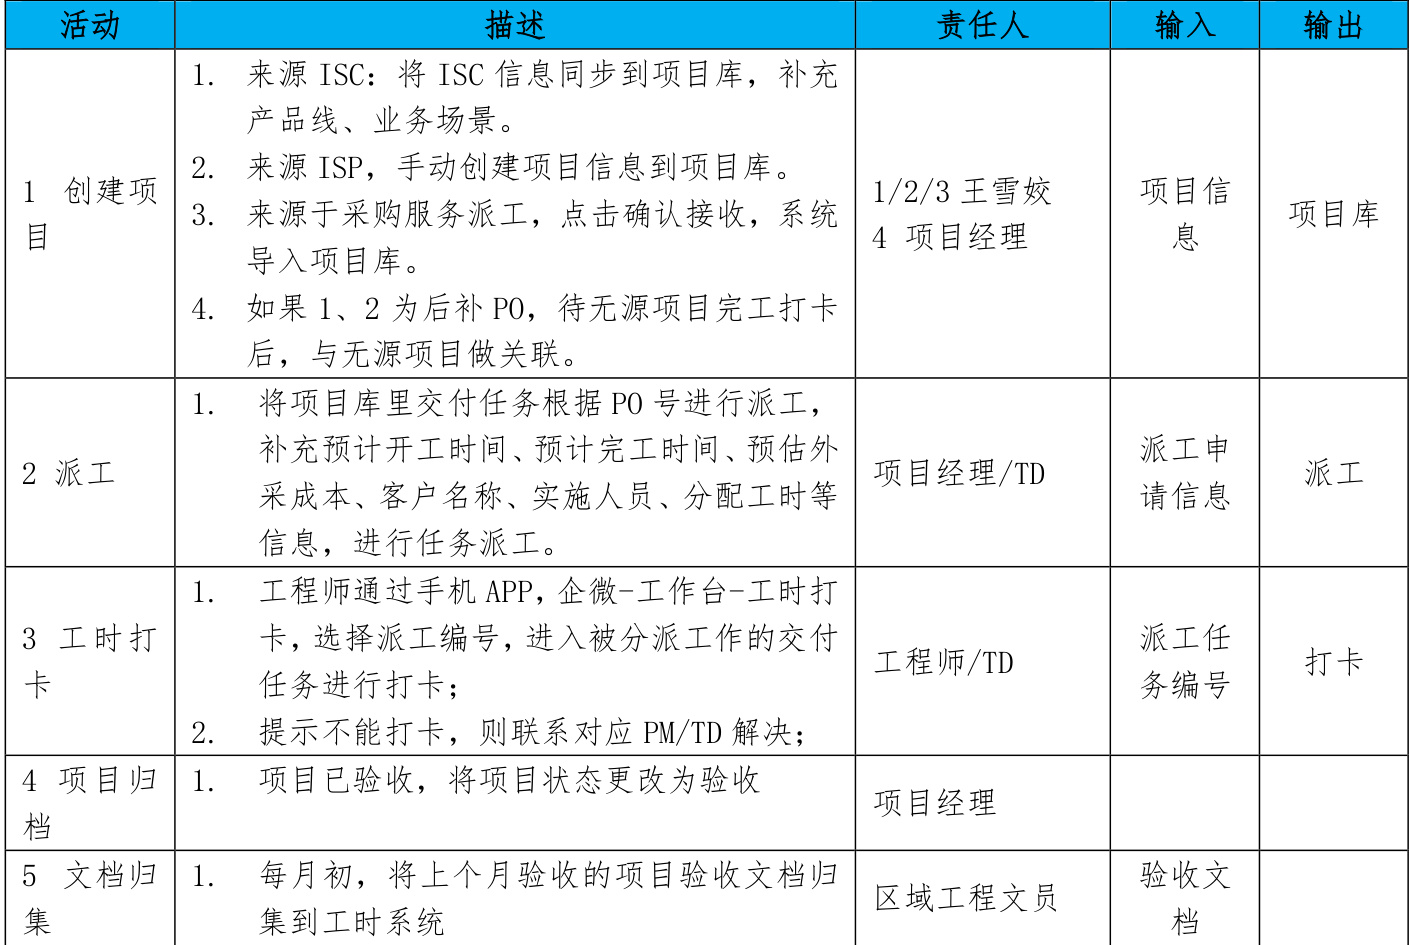 活动 描述 责任人 输入 输出
1 创建项
目
1. 来源 ISC：将 ISC 信息同步到项目库，补充
产品线、业务场景。
2. 来源 ISP，手动创建项目信息到项目库。
3. 来源于采购服务派工，点击确认接收，系统
导入项目库。
4. 如果 1、2 为后补 PO，待无源项目完工打卡
后，与无源项目做关联。
1/2/3 王雪姣
4 项目经理
项目信
息
项目库
2 派工
1. 将项目库里交付任务根据 PO 号进行派工，
补充预计开工时间、预计完工时间、预估外
采成本、客户名称、实施人员、分配工时等
信息，进行任务派工。
项目经理/TD
派工申
请信息
派工
3 工时打
卡
1. 工程师通过手机 APP，企微-工作台-工时打
卡，选择派工编号，进入被分派工作的交付
任务进行打卡；
2. 提示不能打卡，则联系对应 PM/TD 解决；
工程师/TD
派工任
务编号
打卡
4 项目归
档
1. 项目已验收，将项目状态更改为验收
项目经理
5 文档归
集
1. 每月初，将上个月验收的项目验收文档归
集到工时系统
区域工程文员
验收文
档